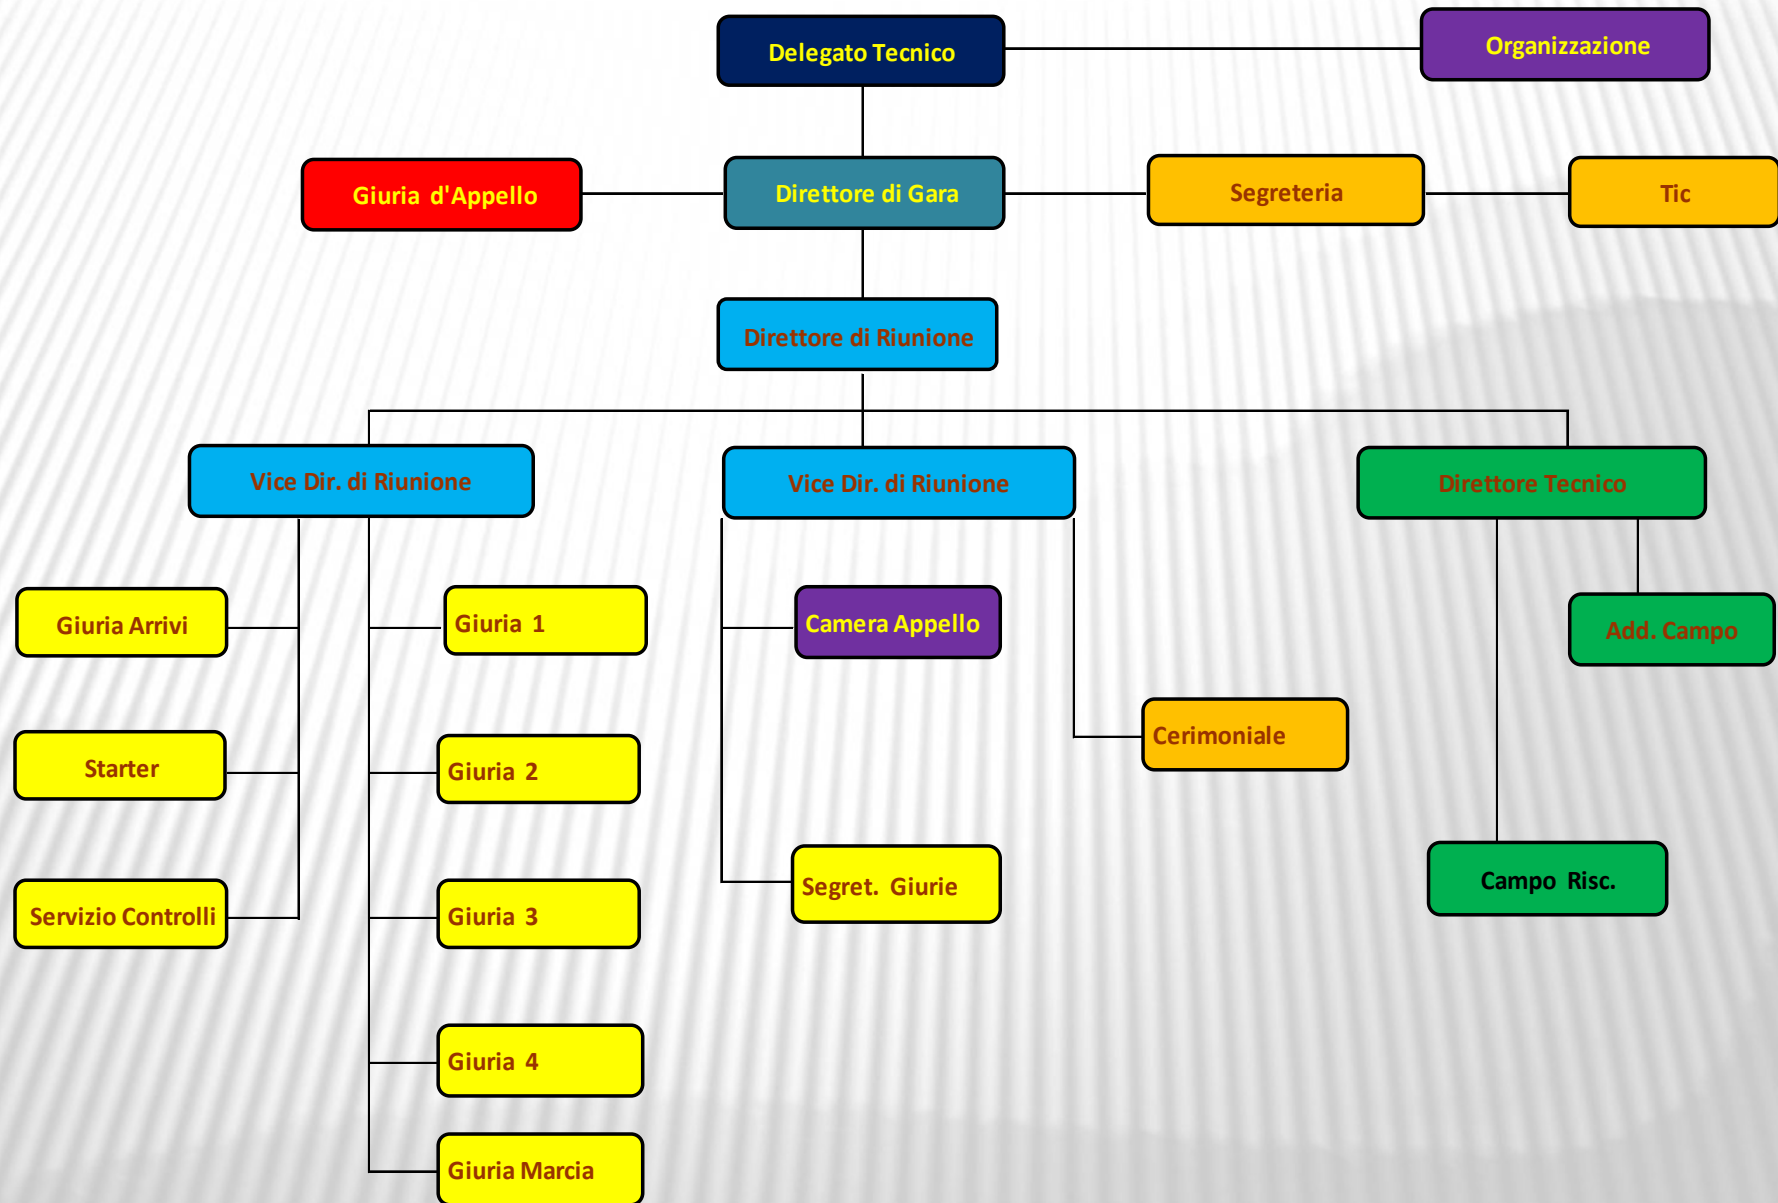 Delegato Tecnico
Organizzazione
Giuria d'Appello
Direttore di Gara
Segreteria
Tic
Direttore di Riunione
Vice Dir. di Riunione
Vice Dir. di Riunione
Direttore Tecnico
Giuria Arrivi
Giuria 1
Camera Appello
Add. Campo
Starter
Giuria 2
Cerimoniale
Servizio Controlli
Giuria 3
Segret. Giurie
Campo Risc.
Giuria 4
Giuria Marcia